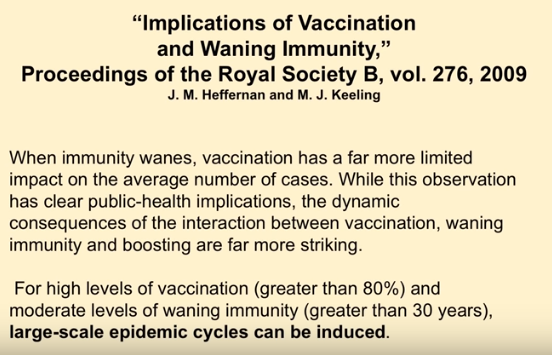 “Implications of Vaccination
and Waning Immunity,”
Proceedings of the Royal Society B, vol. 276, 2009
J. M. Heffernan and M. J. Keeling
When immunity wanes, vaccination has a far more limited
impact on the average number of cases. While this observation
has clear public-health implications, the dynamic
consequences of the interaction between vaccination, waning
immunity and boosting are far more striking.
For high levels of vaccination (greater than 80%) and
moderate levels of waning immunity (greater than 30 years),
large-scale epidemic cycles can be induced.